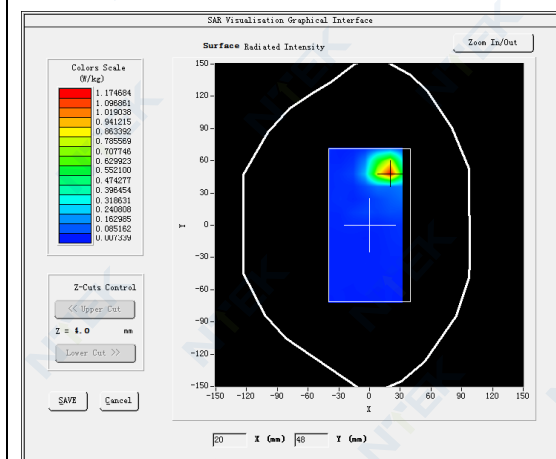 SAR Visualisation Graphical Interface
Surface Radiated Intensity
Zoom In/Out
Colors Scale
(W/kg)
1.174684
1.096861
1.019038
0.941215
0.863392
0.785569
0.707746
0.629923
0.552100
0.474277
0.396454
0.318631
0.240808
0.162985
0.085162
0.007339
Z-Cuts Control
<< Upper Cut
Z = 4.0 mm
Lower Cut >>
SAVE Cancel
150
120
90
60
30
0
-30
-60
-90
-120
-150
Y
-150 -120 -90 -60 -30 0 30 60 90 120 150
X
20 X (mm) 48 Y (mm)
NTEK